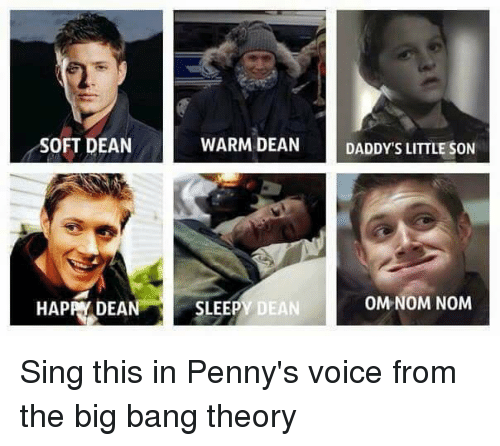 SOFT DEAN
WARM DEAN
DADDY'S LITTLE SON
HAPPY DEAN
SLEEPY DEAN
OM NOM NOM
Sing this in Penny's voice from
the big bang theory